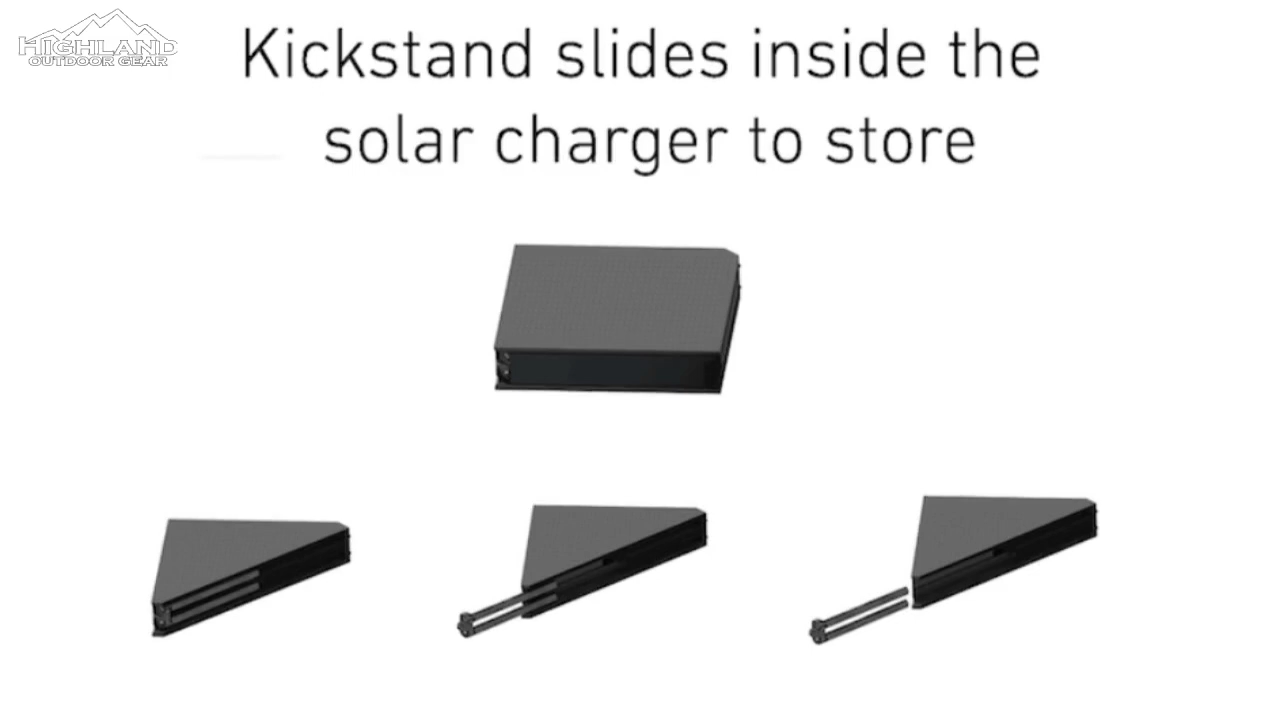 HIGHLAND
OUTDOOR GEAR
Kickstand slides inside the
solar charger to store